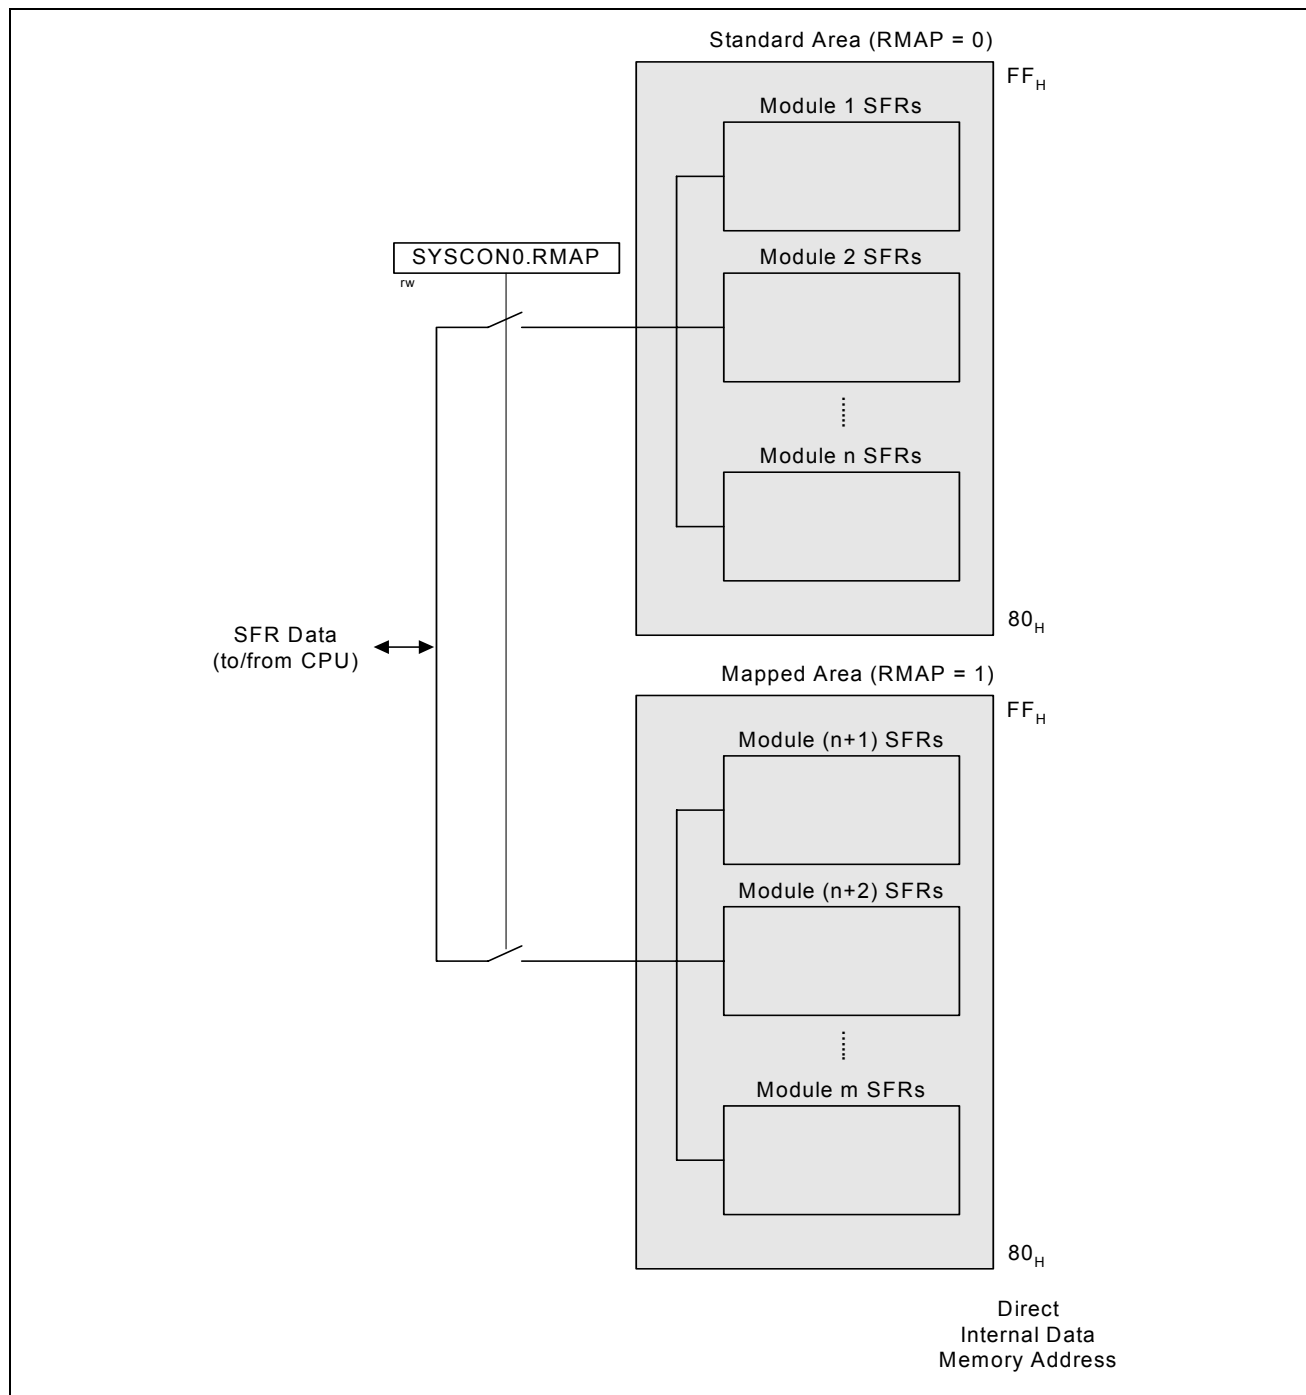 Standard Area (RMAP = 0)
FFH
Module 1 SFRs
SYSCON0.RMAP
rw
Module 2 SFRs
Module n SFRs
80H
SFR Data
(to/from CPU)
Mapped Area (RMAP = 1)
FFH
Module (n+1) SFRs
Module (n+2) SFRs
Module m SFRs
80H
Direct
Internal Data
Memory Address